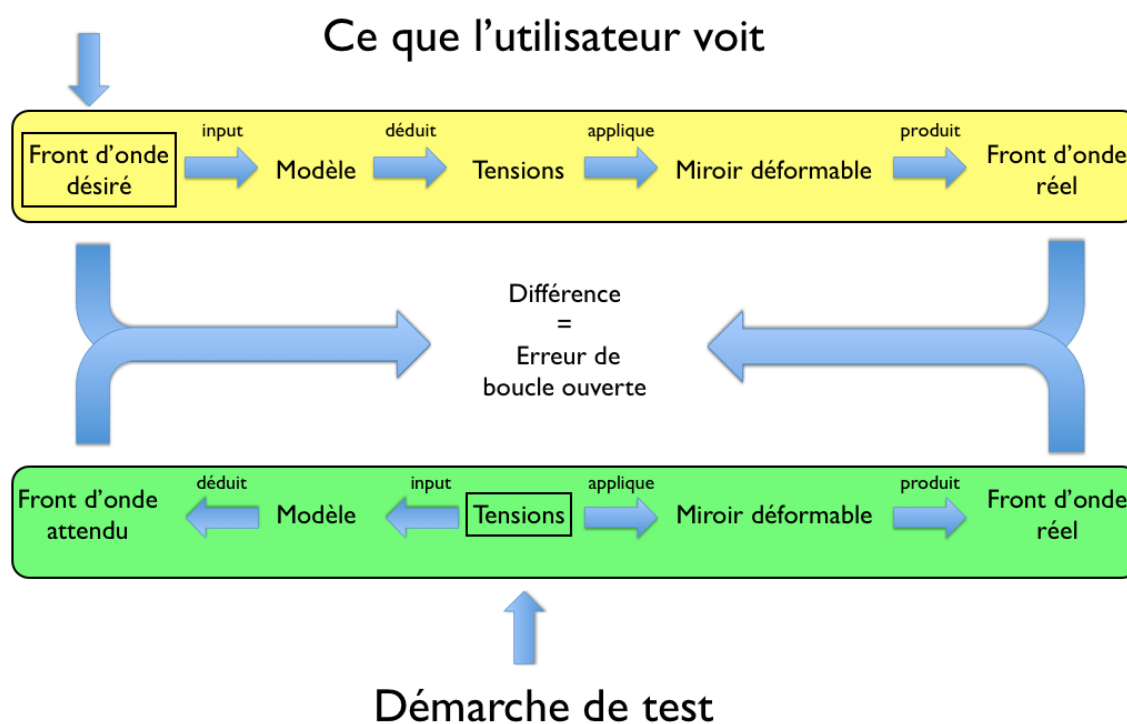 Ce que l'utilisateur voit
input
déduit
applique
produit
Front d'onde
désiré
Modèle
Tensions
Miroir déformable
Front d'onde
réel
Différence
=
Erreur de
boucle ouverte
déduit
input
applique
produit
Front d'onde
attendu
Modèle
Tensions
Miroir déformable
Front d'onde
réel
Démarche de test